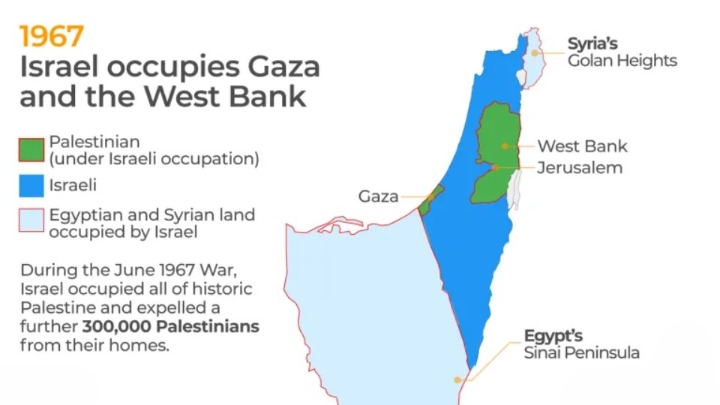 1967
Israel occupies Gaza
and the West Bank
Palestinian
(under Israeli occupation)
Israeli
Egyptian and Syrian land
occupied by Israel
During the June 1967 War,
Israel occupied all of historic
Palestine and expelled a
further 300,000 Palestinians
from their homes.
Syria's
Golan Heights
West Bank
Jerusalem
Gaza
Egypt's
Sinai Peninsula